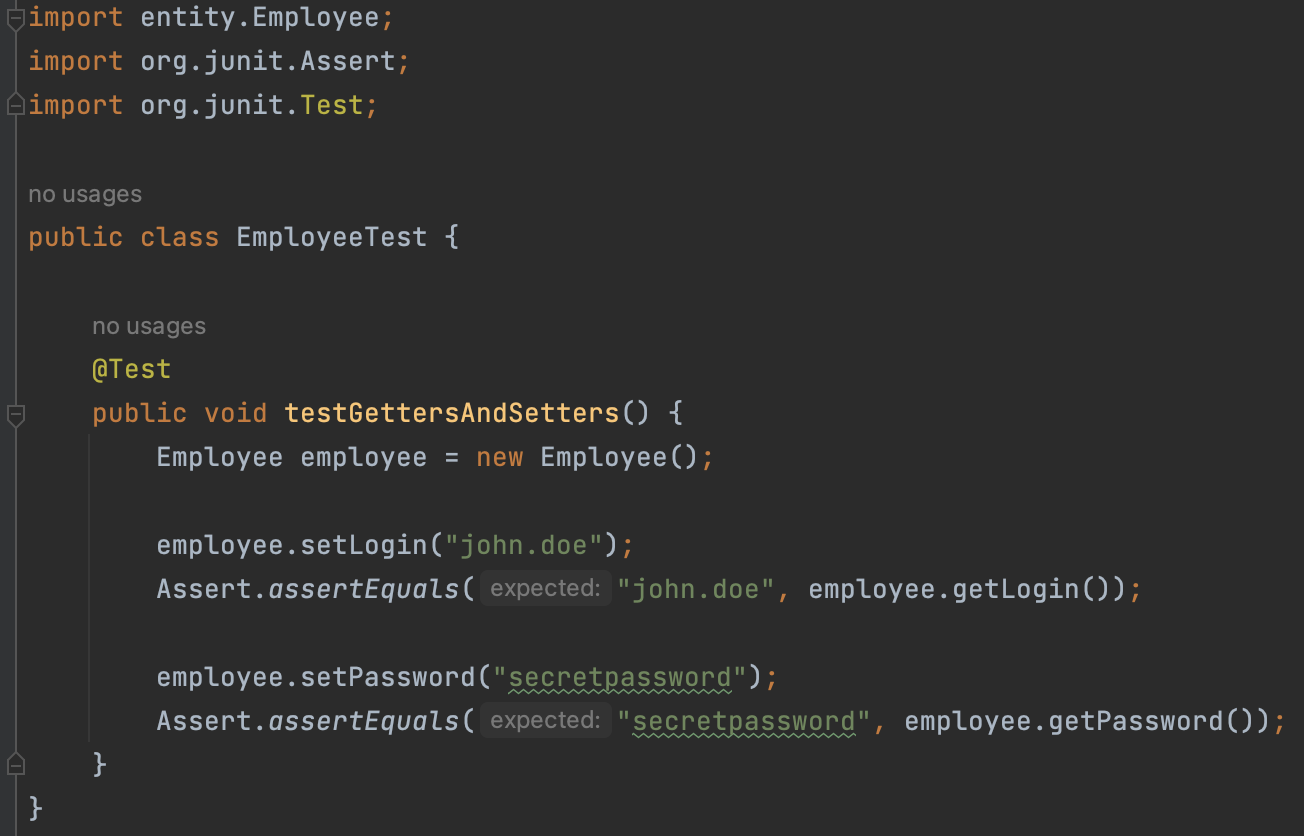 import entity.Employee;
import org.junit.Assert;
import org.junit.Test;
no usages
public class EmployeeTest {
no usages
@Test
public void testGettersAndSetters() {
Employee employee = new Employee();
employee.setLogin("john.doe");
Assert.assertEquals( expected: "john.doe", employee.getLogin());
employee.setPassword("secretpassword");
Assert.assertEquals( expected: "secretpassword", employee.getPassword());
}
}